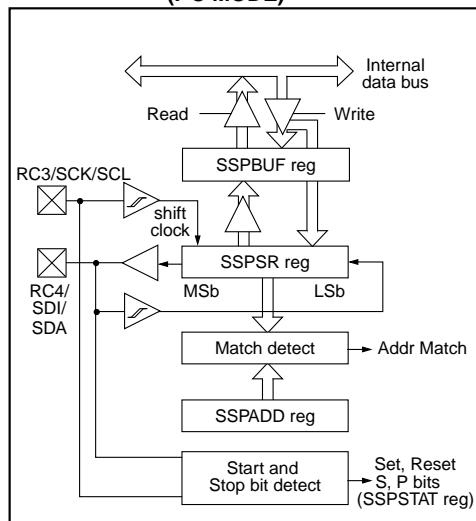 (I²C MODE)
Internal
data bus
Read
Write
SSPBUF reg
RC3/SCK/SCL
shift
clock
SSPSR reg
MSb
LSb
RC4/
SDI/
SDA
Match detect
Addr Match
SSPADD reg
Start and
Stop bit detect
Set, Reset
S, P bits
(SSPSTAT reg)